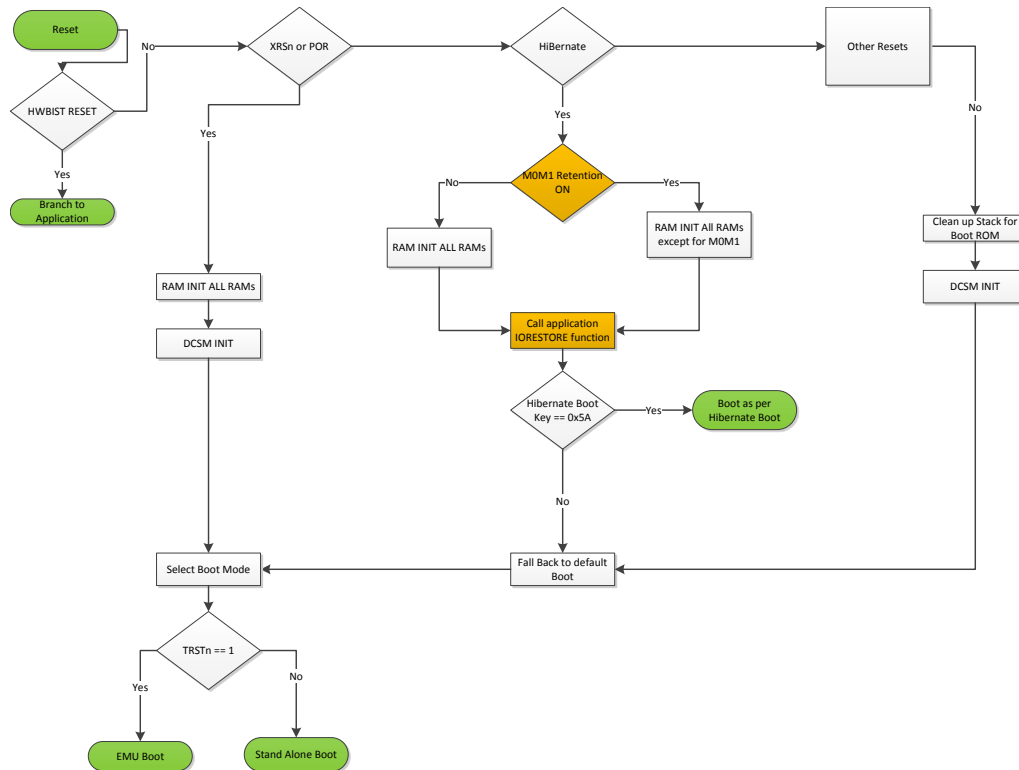 Reset
No
XRSn or POR
HiBernate
Other Resets
HWBIST RESET
Yes
Branch to
Application
Yes
Yes
No
M0M1 Retention
ON
No
Yes
RAM INIT ALL RAMs
RAM INIT All RAMs
except for M0M1
Clean up Stack for
Boot ROM
RAM INIT ALL RAMs
DCSM INIT
DCSM INIT
Call application
IORESTORE function
Hibernate Boot
Key == 0x5A
Yes
Boot as per
Hibernate Boot
No
Select Boot Mode
Fall Back to default
Boot
TRSTn == 1
Yes
No
EMU Boot
Stand Alone Boot